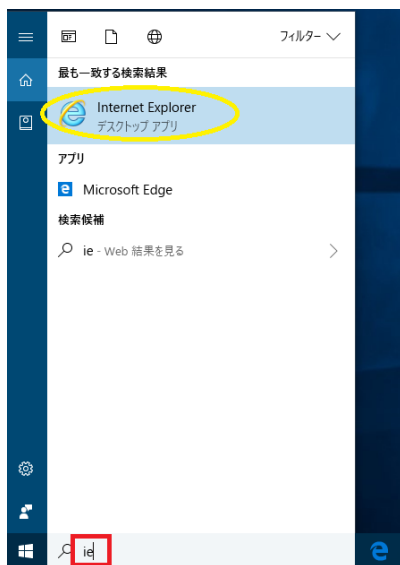 フィルター
最も一致する検索結果
Internet Explorer
デスクトップ アプリ
アプリ
Microsoft Edge
検索候補
ie - Web 結果を見る
ie